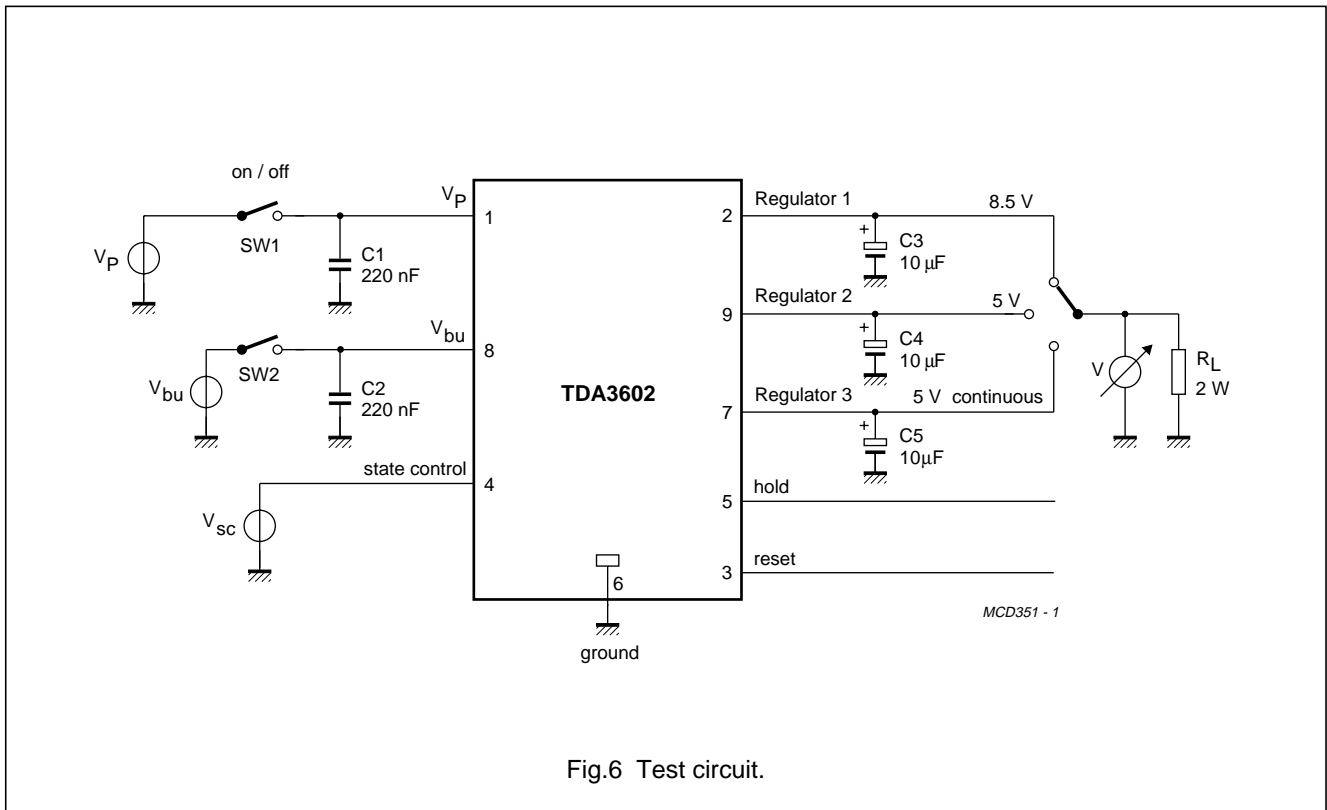 on / off
V_P
SW1
V_P
C1
220 nF
1
V_bu
SW2
V_bu
C2
220 nF
8
state control
V_sc
4
TDA3602
6
ground
2
Regulator 1
+
C3
10 μF
8.5 V
9
Regulator 2
+
C4
10 μF
5 V
7
Regulator 3
+
C5
10μF
5 V continuous
V
R_L
2 W
5
hold
3
reset
MCD351 - 1
Fig.6 Test circuit.